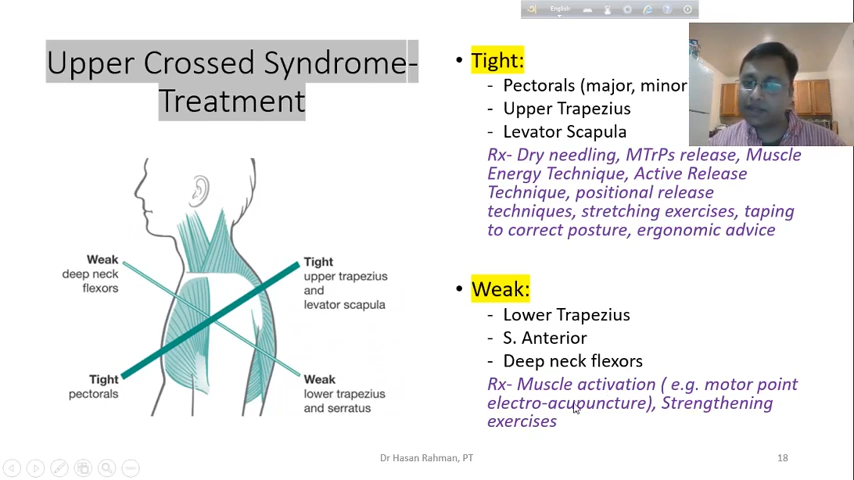 English
Upper Crossed Syndrome-
Treatment
Weak
deep neck
flexors
Tight
upper trapezius
and
levator scapula
Tight
pectorals
Weak
lower trapezius
and serratus
• Tight:
- Pectorals (major, minor
- Upper Trapezius
- Levator Scapula
Rx- Dry needling, MTrPs release, Muscle
Energy Technique, Active Release
Technique, positional release
techniques, stretching exercises, taping
to correct posture, ergonomic advice
• Weak:
- Lower Trapezius
- S. Anterior
- Deep neck flexors
Rx- Muscle activation ( e.g. motor point
electro-acupuncture), Strengthening
exercises
Dr Hasan Rahman, PT
18